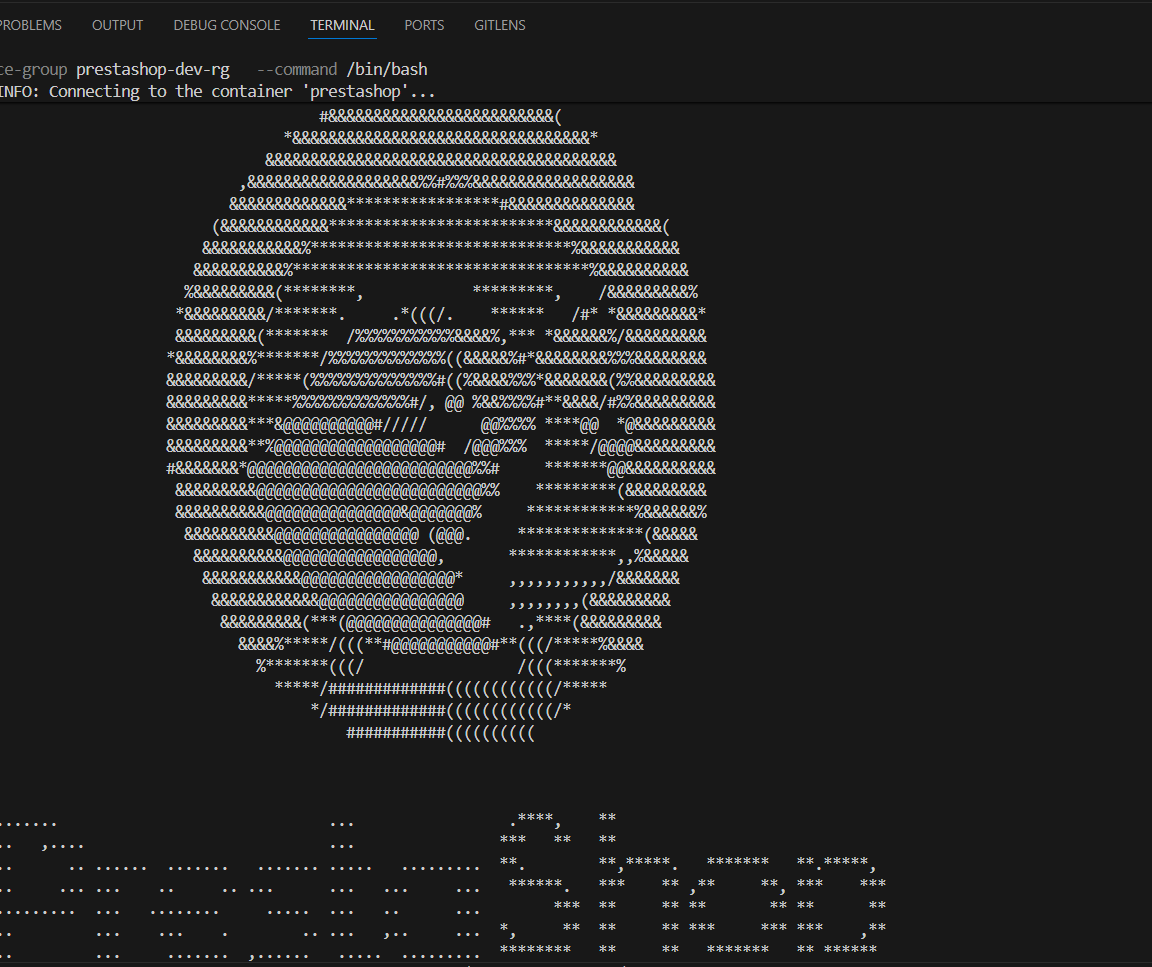 PROBLEMS OUTPUT DEBUG CONSOLE TERMINAL PORTS GITLENS
ce-group prestashop-dev-rg --command /bin/bash
INFO: Connecting to the container 'prestashop'...
PrestaShop